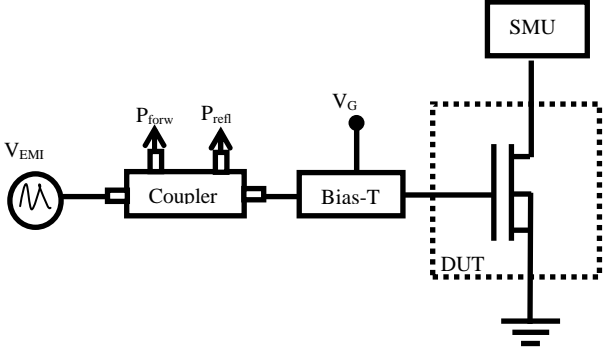 SMU
V_G
P_forw
P_refl
V_EMI
Coupler
Bias-T
DUT